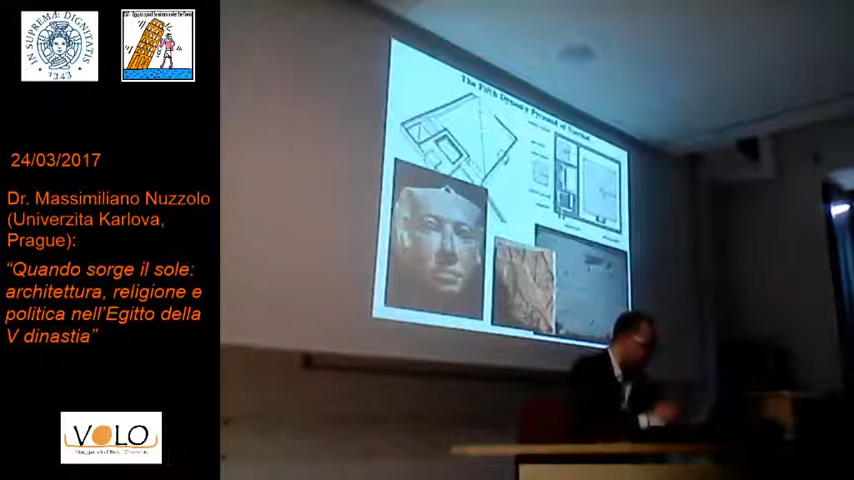 IN SUPREMÆ DIGNITATIS
1343
24/03/2017
Dr. Massimiliano Nuzzolo
(Univerzita Karlova,
Prague):
“Quando sorge il sole:
architettura, religione e
politica nell’Egitto della
V dinastia”
The Fifth Dynasty Pyramid of
VOLO